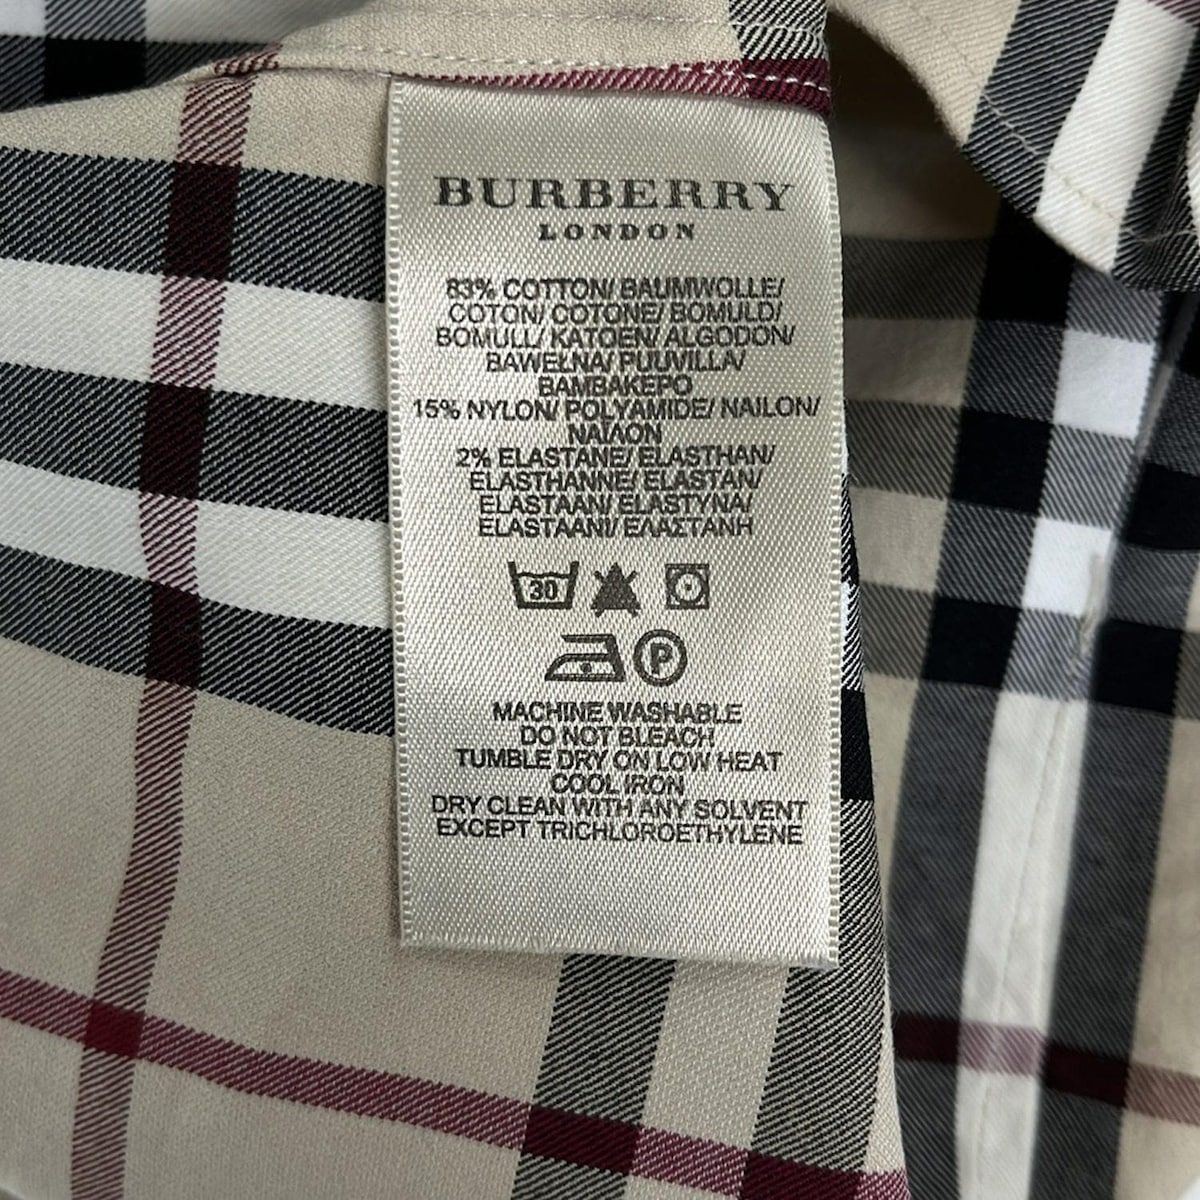 BURBERRY
LONDON
83% COTTON/ BAUMWOLLE/
COTON/ COTONE/ BOMULD/
BOMULL/ KATOEN/ ALGODON/
BAWEŁNA/ PUUVILLA/
BAMBAKEPO
15% NYLON/ POLYAMIDE/ NAILON/
ΝΑΪΛΟΝ
2% ELASTANE/ ELASTHAN/
ELASTHANNE/ ELASTAN/
ELASTAAN/ ELASTYNA/
ELASTAANI/ ΕΛΑΣΤΑΝΗ
30
P
MACHINE WASHABLE
DO NOT BLEACH
TUMBLE DRY ON LOW HEAT
COOL IRON
DRY CLEAN WITH ANY SOLVENT
EXCEPT TRICHLOROETHYLENE